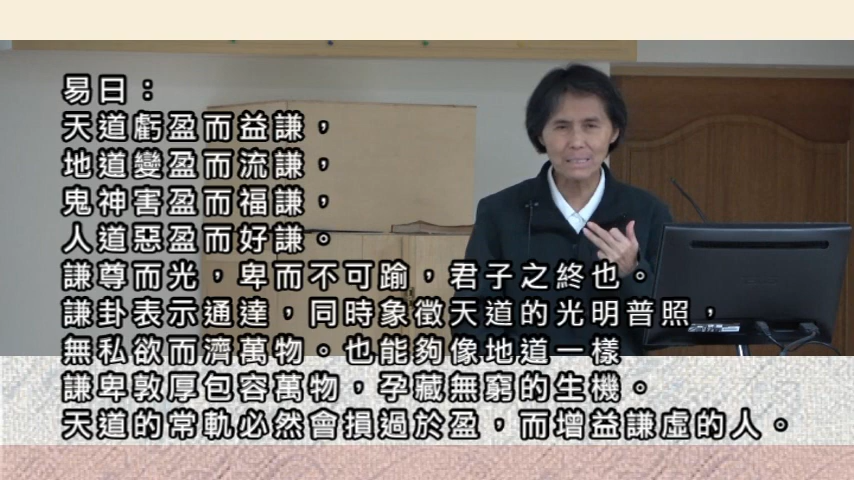 易曰：
天道虧盈而益謙，
地道變盈而流謙，
鬼神害盈而福謙，
人道惡盈而好謙。
謙尊而光，卑而不可踰，君子之終也。
謙卦表示通達，同時象徵天道的光明普照，
無私欲而濟萬物。也能夠像地道一樣
謙卑敦厚包容萬物，孕藏無窮的生機。
天道的常軌必然會損過於盈，而增益謙虛的人。